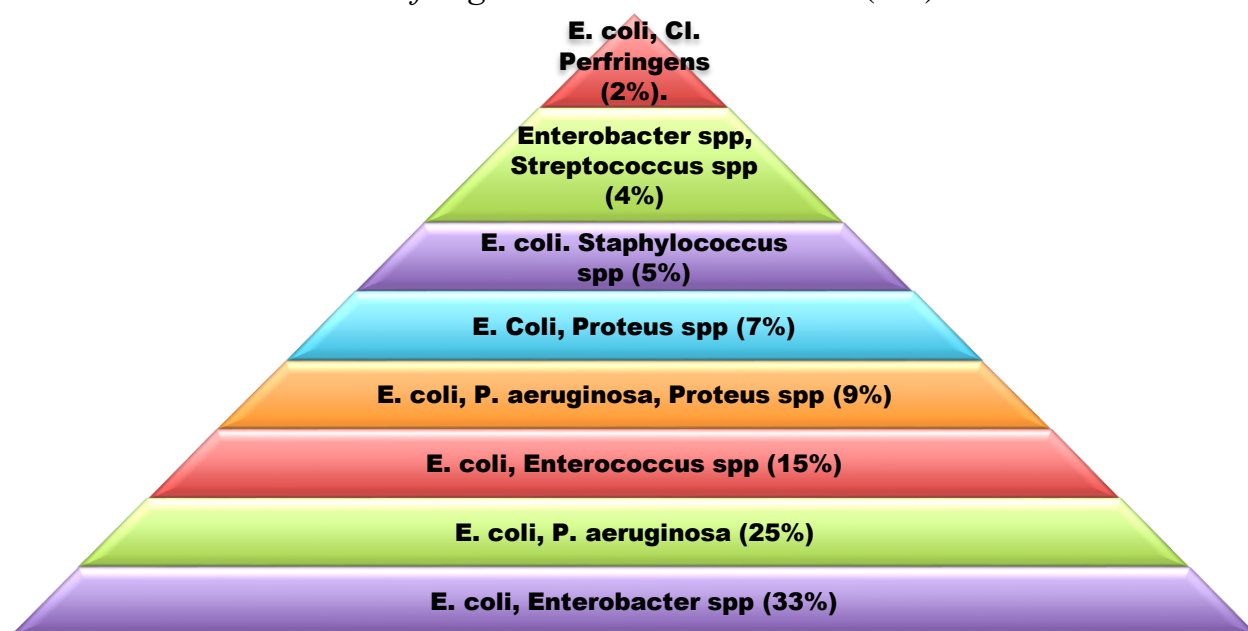 E. coli, Cl.
Perfringens
(2%).
Enterobacter spp,
Streptococcus spp
(4%)
E. coli. Staphylococcus
spp (5%)
E. Coli, Proteus spp (7%)
E. coli, P. aeruginosa, Proteus spp (9%)
E. coli, Enterococcus spp (15%)
E. coli, P. aeruginosa (25%)
E. coli, Enterobacter spp (33%)